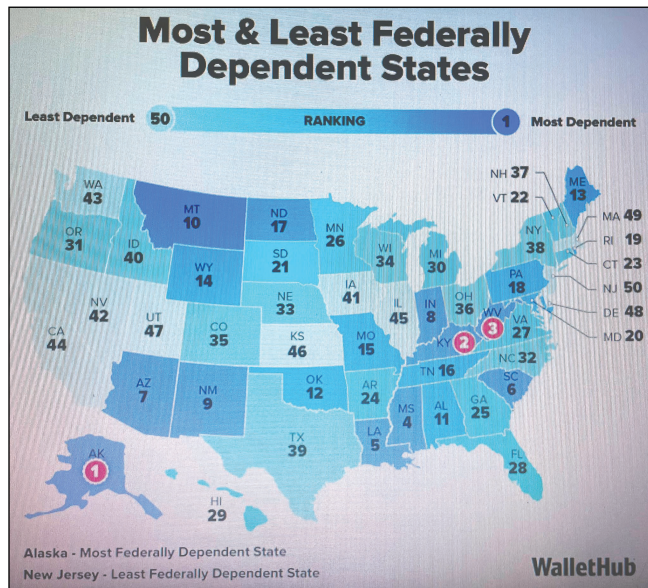 Most & Least Federally
Dependent States
Least Dependent 50 RANKING 1 Most Dependent
WA
43
OR
31
ID
40
MT
10
ND
17
MN
26
WI
34
MI
30
NY
38
NH 37
VT 22
ME
13
MA 49
RI 19
CT 23
NJ 50
DE 48
MD 20
PA
18
WY
14
SD
21
IA
41
NE
33
IL
45
IN
8
OH
36
WV
3
VA
27
KY
2
NV
42
UT
47
CA
44
CO
35
KS
46
MO
15
TN 16
NC 32
SC
6
AZ
7
NM
9
OK
12
AR
24
MS
4
AL
11
GA
25
LA
5
TX
39
FL
28
AK
1
HI
29
Alaska - Most Federally Dependent State
New Jersey - Least Federally Dependent State
WalletHub